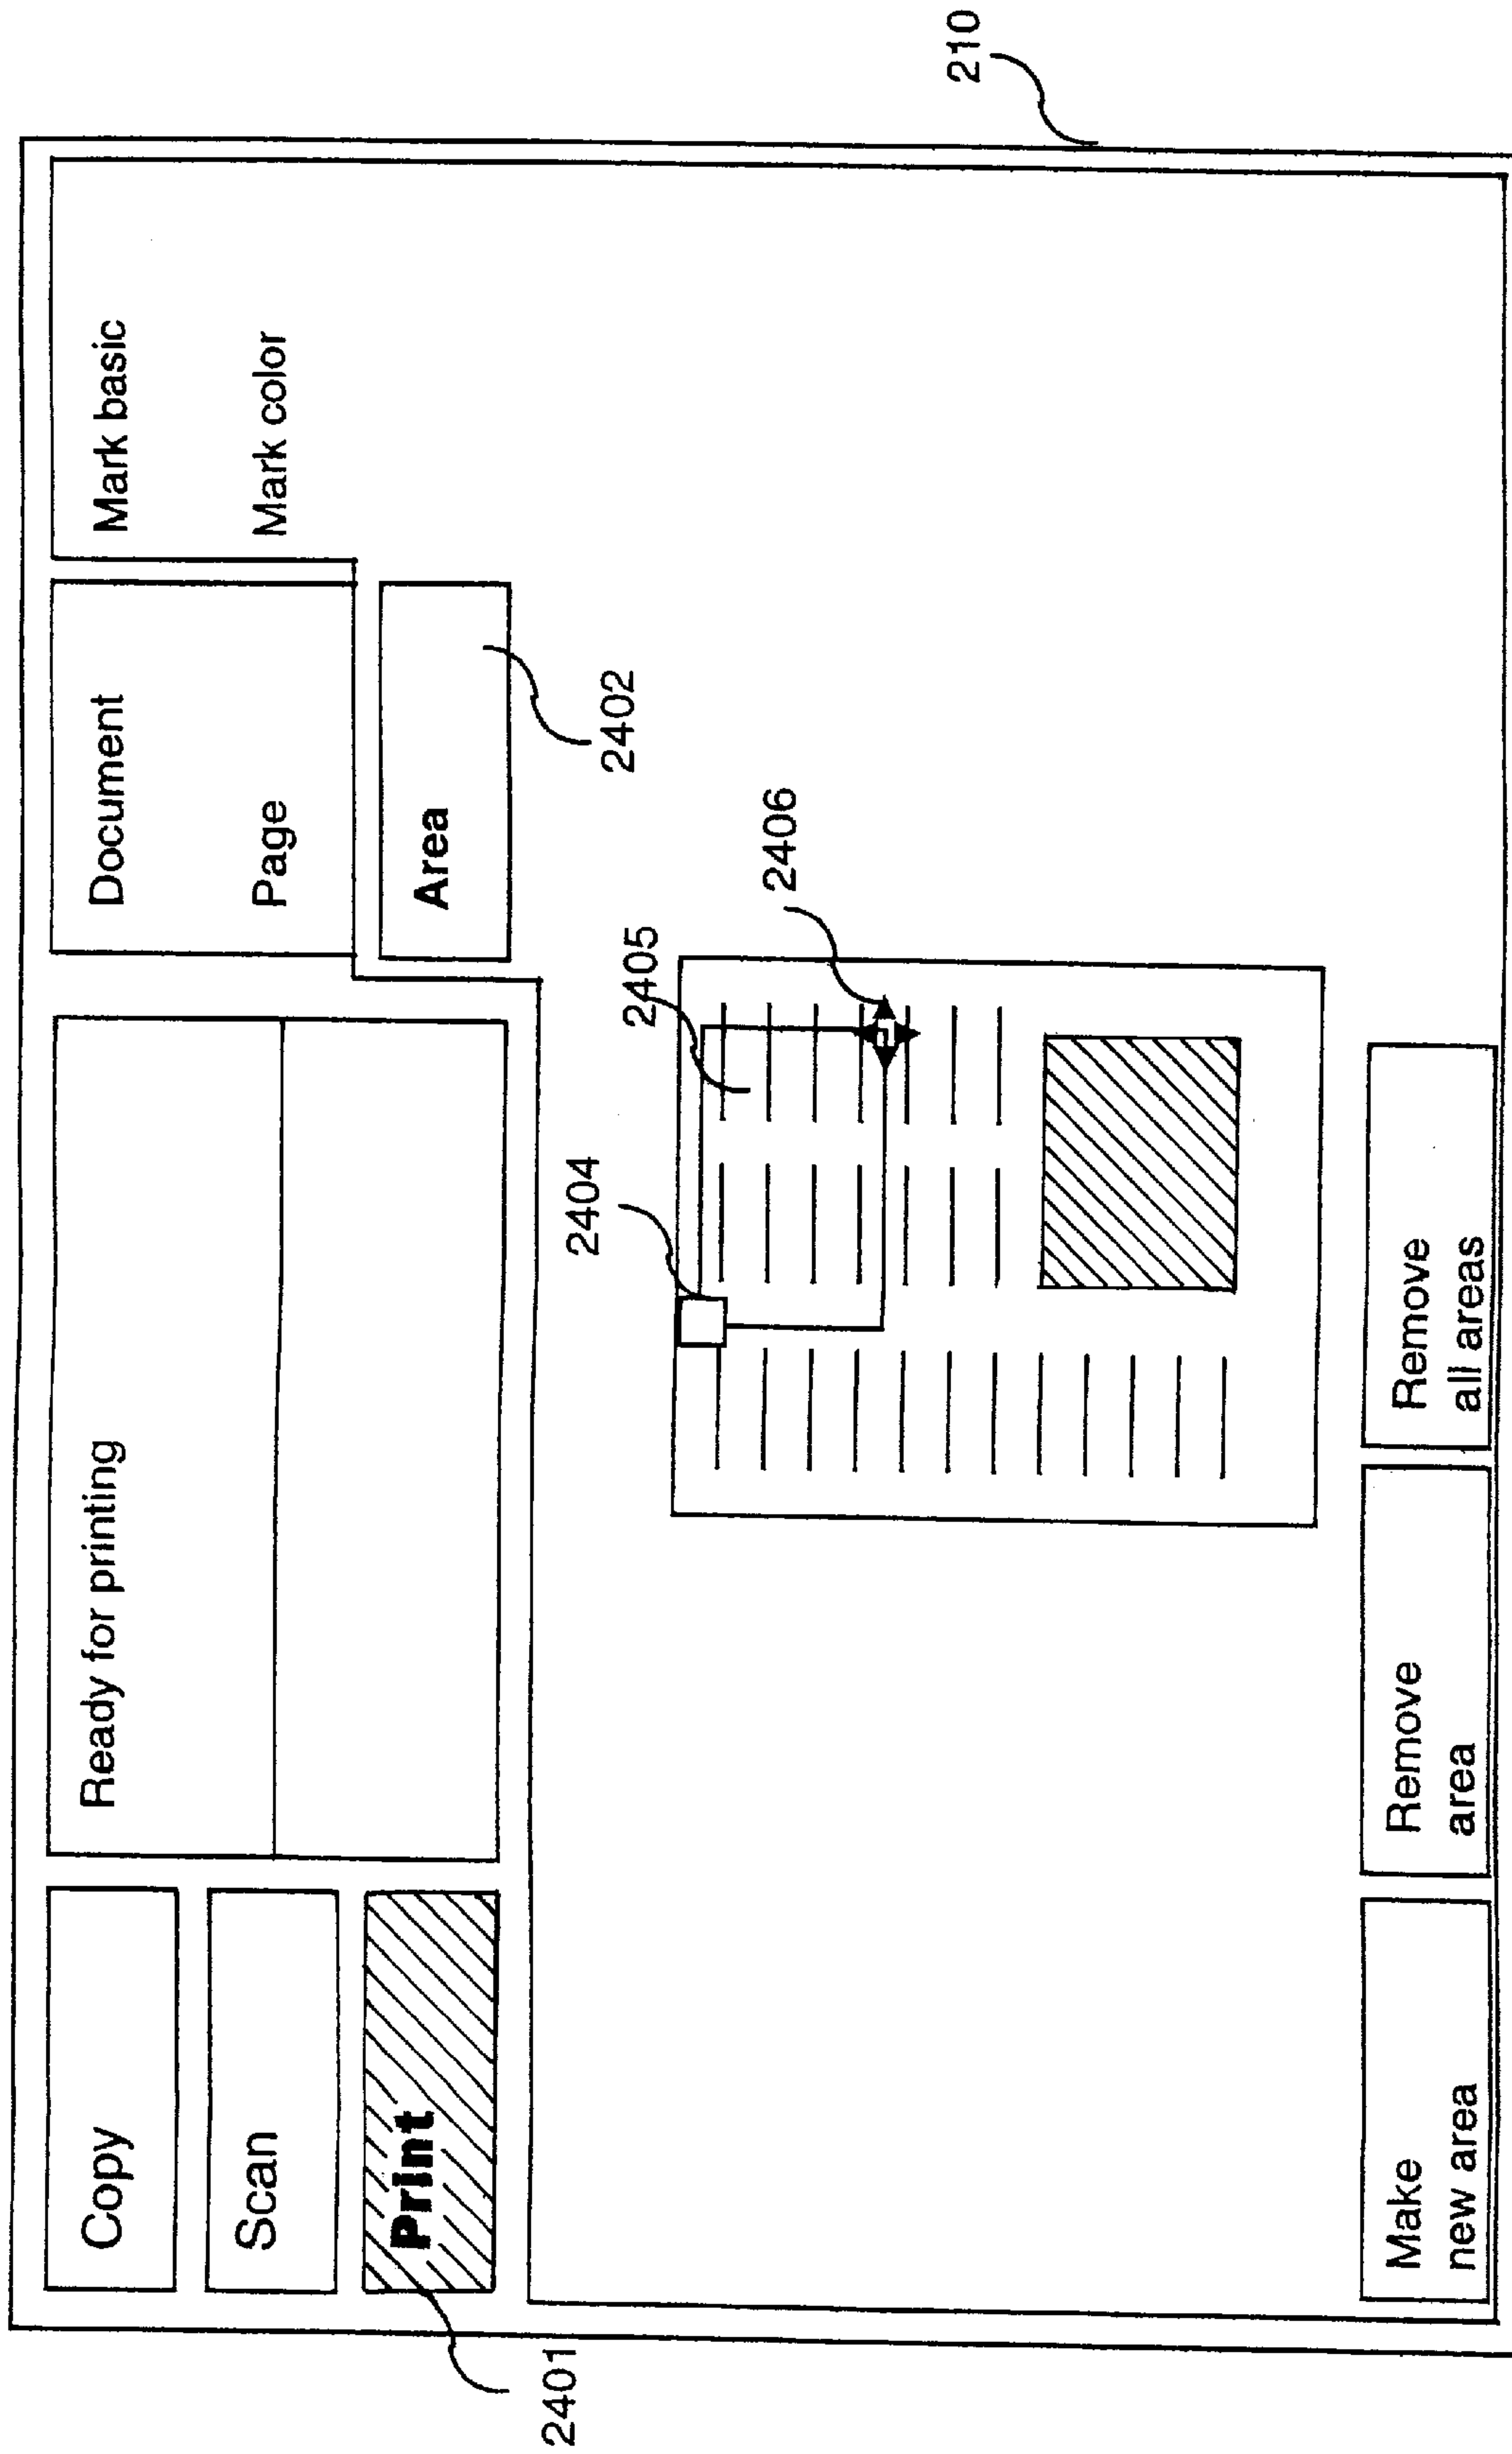 Copy
Scan
Print
2401
Ready for printing
Document
Page
Area
2402
Mark basic
Mark color
2404
2405
2406
210
Make
new area
Remove
area
Remove
all areas